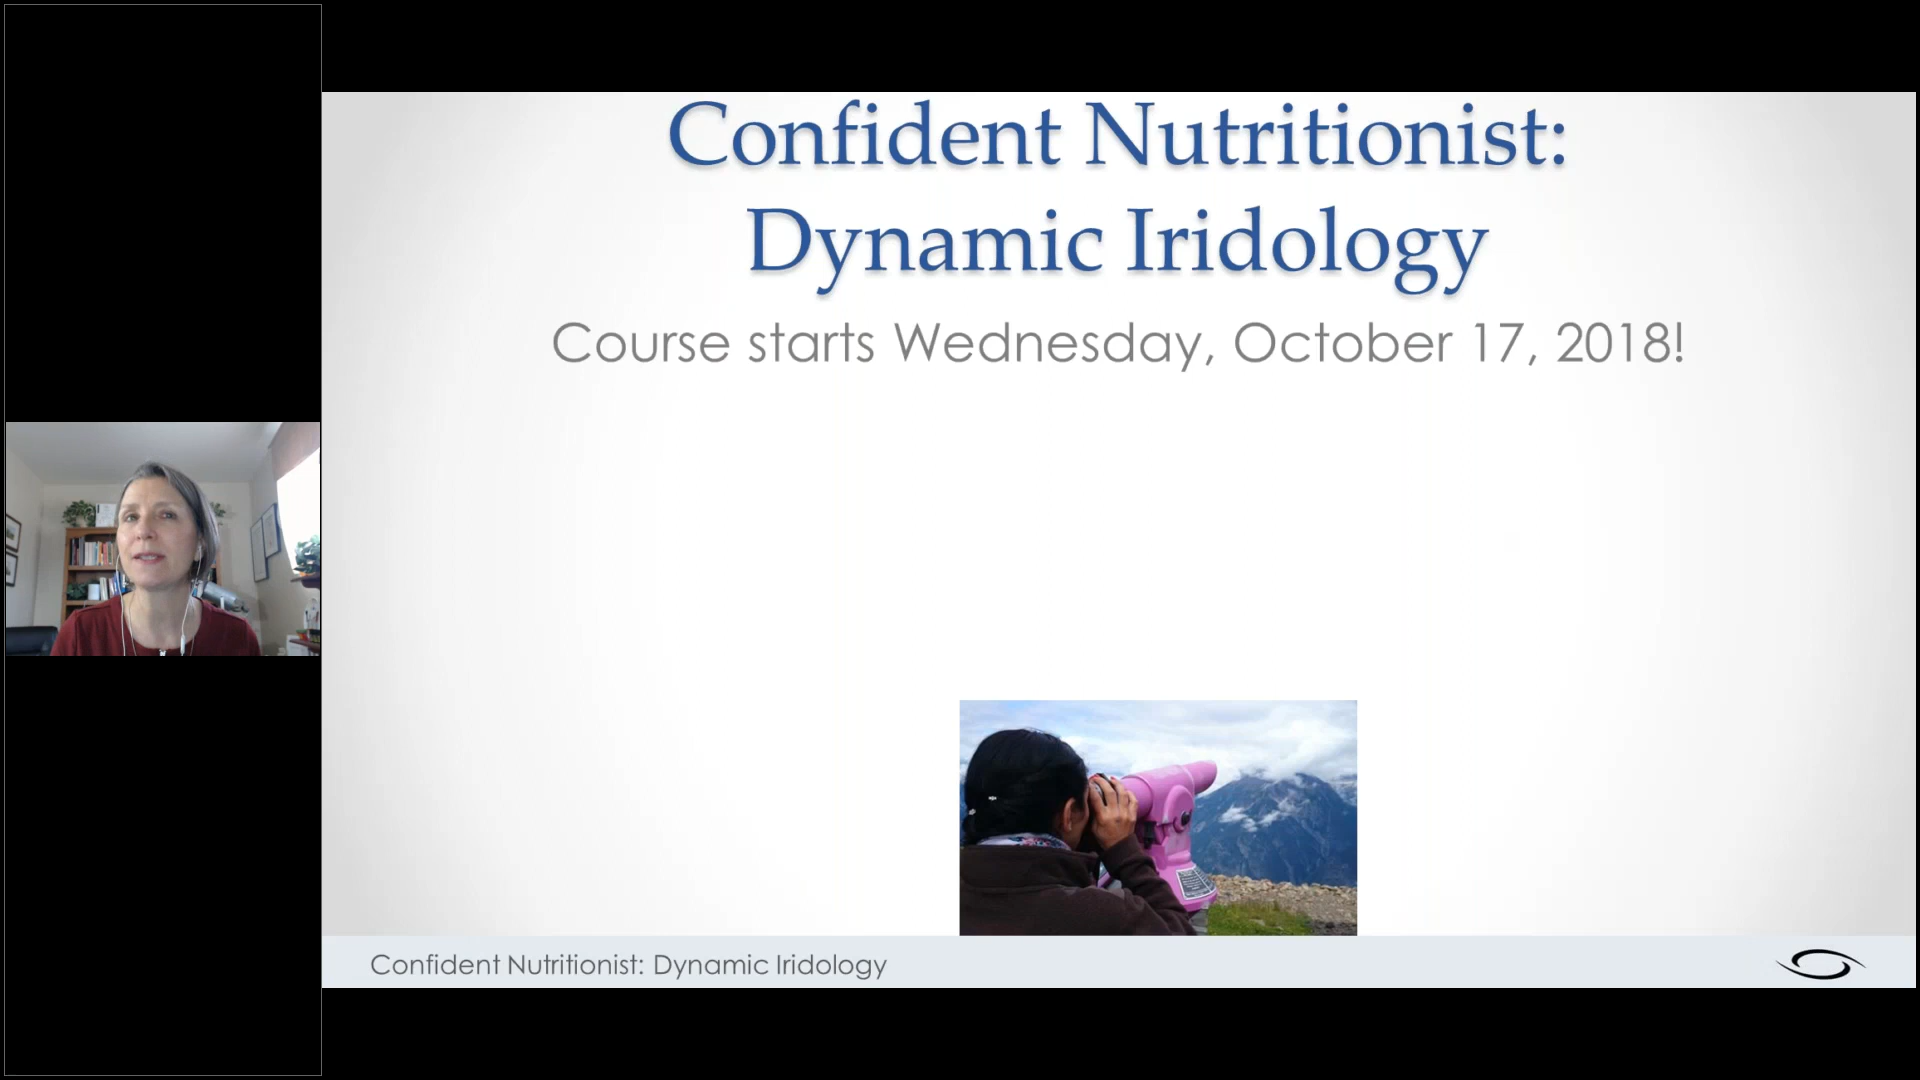 Confident Nutritionist:
Dynamic Iridology
Course starts Wednesday, October 17, 2018!
Confident Nutritionist: Dynamic Iridology